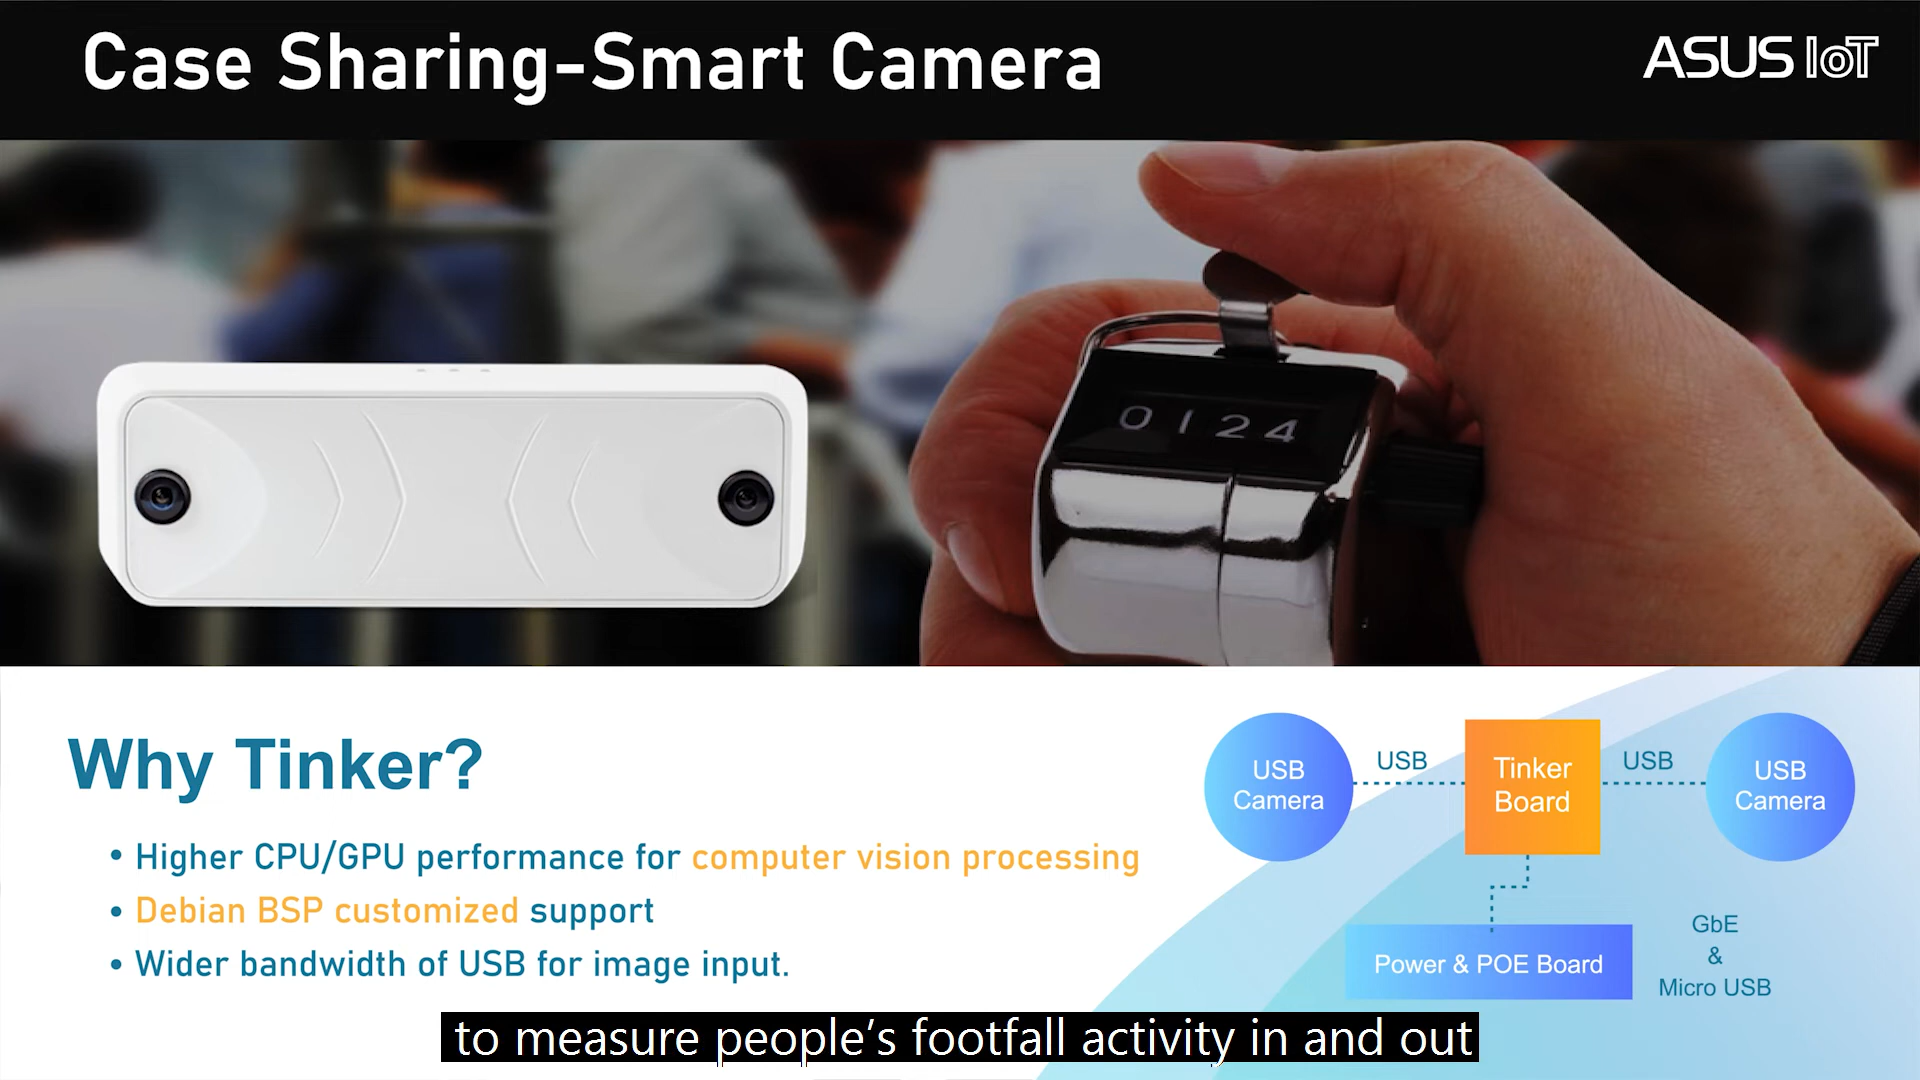 Case Sharing-Smart Camera
ASUS IoT
0124
Why Tinker?
• Higher CPU/GPU performance for computer vision processing
• Debian BSP customized support
• Wider bandwidth of USB for image input.
USB
Camera
USB
Tinker
Board
USB
USB
Camera
Power & POE Board
GbE
&
Micro USB
to measure people’s footfall activity in and out